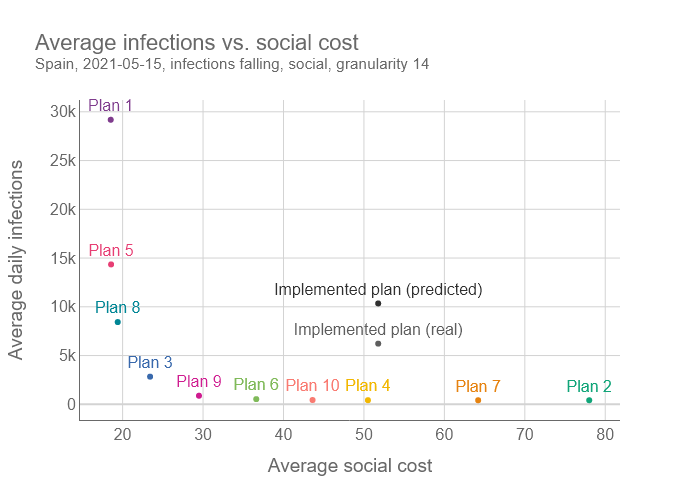 Average infections vs. social cost
Spain, 2021-05-15, infections falling, social, granularity 14
30k
Plan 1
25k
20k
15k
Plan 5
10k
Implemented plan (predicted)
Plan 8
Implemented plan (real)
5k
Plan 3
Plan 9
Plan 6
Plan 10
Plan 4
Plan 7
Plan 2
0
20
30
40
50
60
70
80
Average social cost
Average daily infections